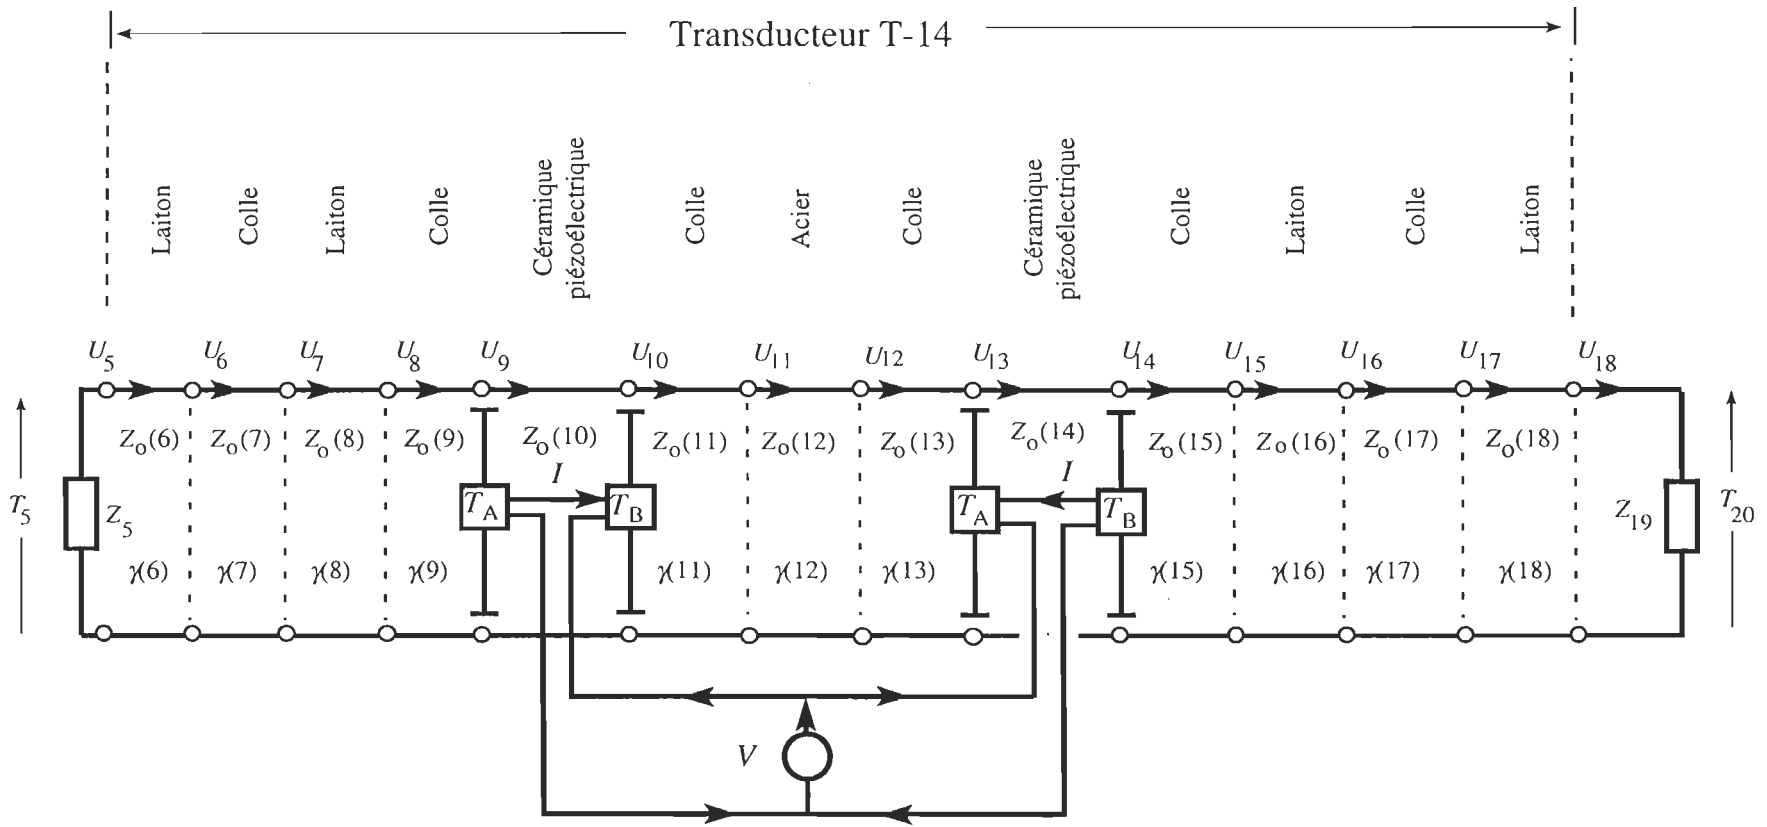 Transducteur T-14
Laiton
Colle
Laiton
Colle
Céramique
piézoélectrique
Colle
Acier
Colle
Céramique
piézoélectrique
Colle
Laiton
Colle
Laiton
U5 U6 U7 U8 U9 U10 U11 U12 U13 U14 U15 U16 U17 U18
Zo(6) Zo(7) Zo(8) Zo(9) Zo(10) Zo(11) Zo(12) Zo(13) Zo(14) Zo(15) Zo(16) Zo(17) Zo(18)
I I
T5 Z5 TA TB TA TB Z19 T20
γ(6) γ(7) γ(8) γ(9) γ(11) γ(12) γ(13) γ(15) γ(16) γ(17) γ(18)
V